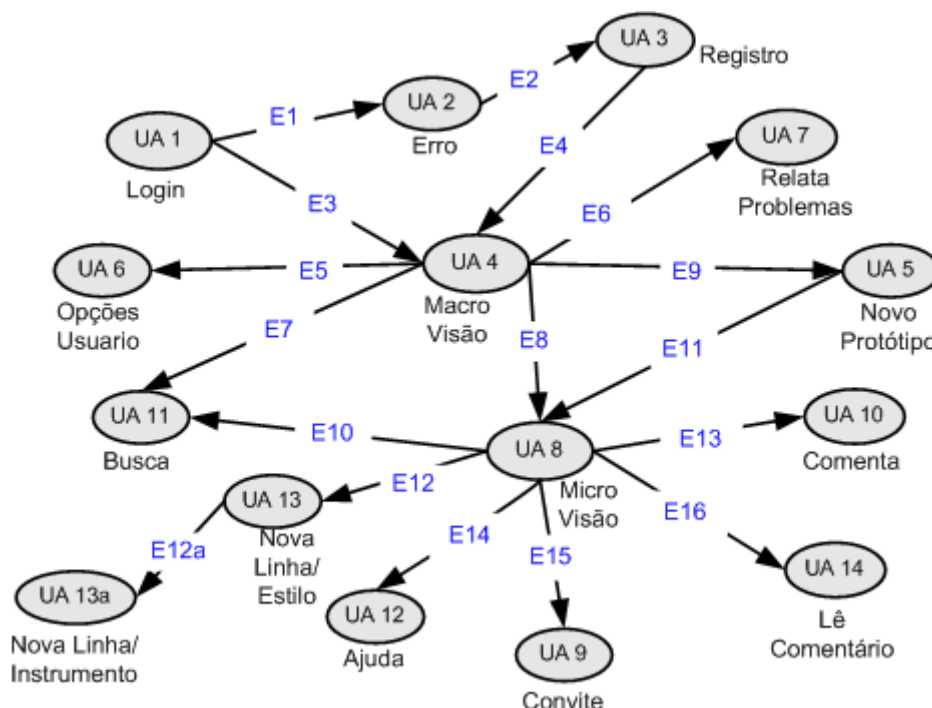 UA 3
Registro
E2
E1
UA 2
Erro
UA 1
Login
E4
UA 7
Relata
Problemas
E3
E6
UA 6
Opções
Usuario
E5
UA 4
Macro
Visão
E9
UA 5
Novo
Protótipo
E7
E8
E11
UA 11
Busca
E10
UA 8
Micro
Visão
E13
UA 10
Comenta
E12
UA 13
Nova
Linha/
Estilo
E12a
E14
E15
E16
UA 13a
Nova Linha/
Instrumento
UA 12
Ajuda
UA 9
Convite
UA 14
Lê
Comentário